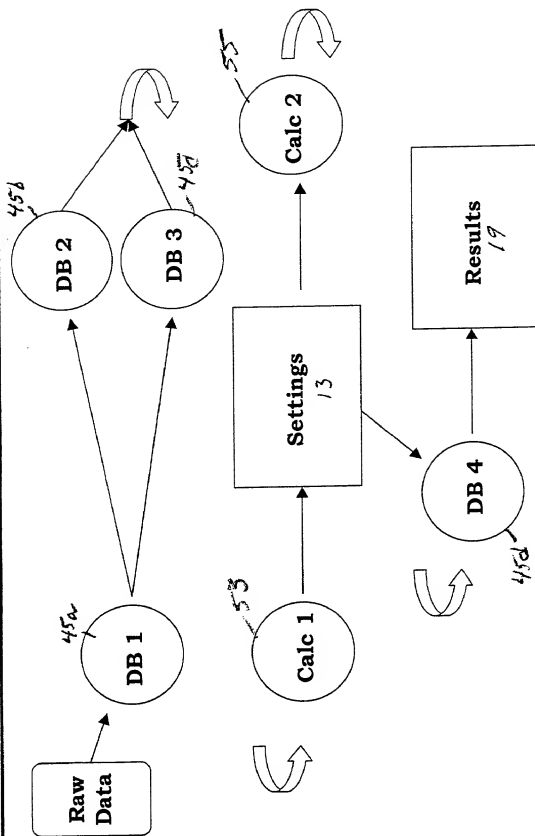 Raw
Data
45a
DB 1
45b
DB 2
DB 3
53
Calc 1
Settings
13
55
Calc 2
DB 4
45d
Results
19